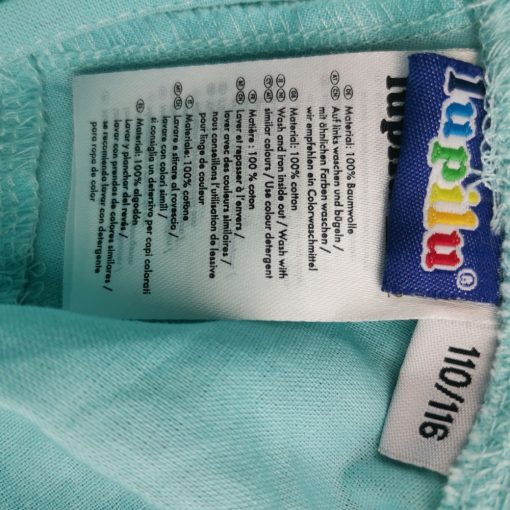 lupilu
Material: 100% Baumwolle
Auf links waschen und bügeln /
mit ähnlichen Farben waschen /
wir empfehlen ein Colorwaschmittel
Material: 100% cotton
Wash and iron inside out / Wash with
similar colours / Use colour detergent
Matière : 100 % coton
Laver et repasser à l'envers /
laver avec des couleurs similaires /
nous conseillons l'utilisation de lessive
pour linge de couleur
Materiale: 100% cotone
Lavare e stirare al rovescio /
lavare con colori simili /
si consiglia un detersivo per capi colorati
Material: 100% algodón
Lavar y planchar del revés /
lavar con prendas de colores similares /
se recomienda lavar con detergente
para ropa de color
110/116